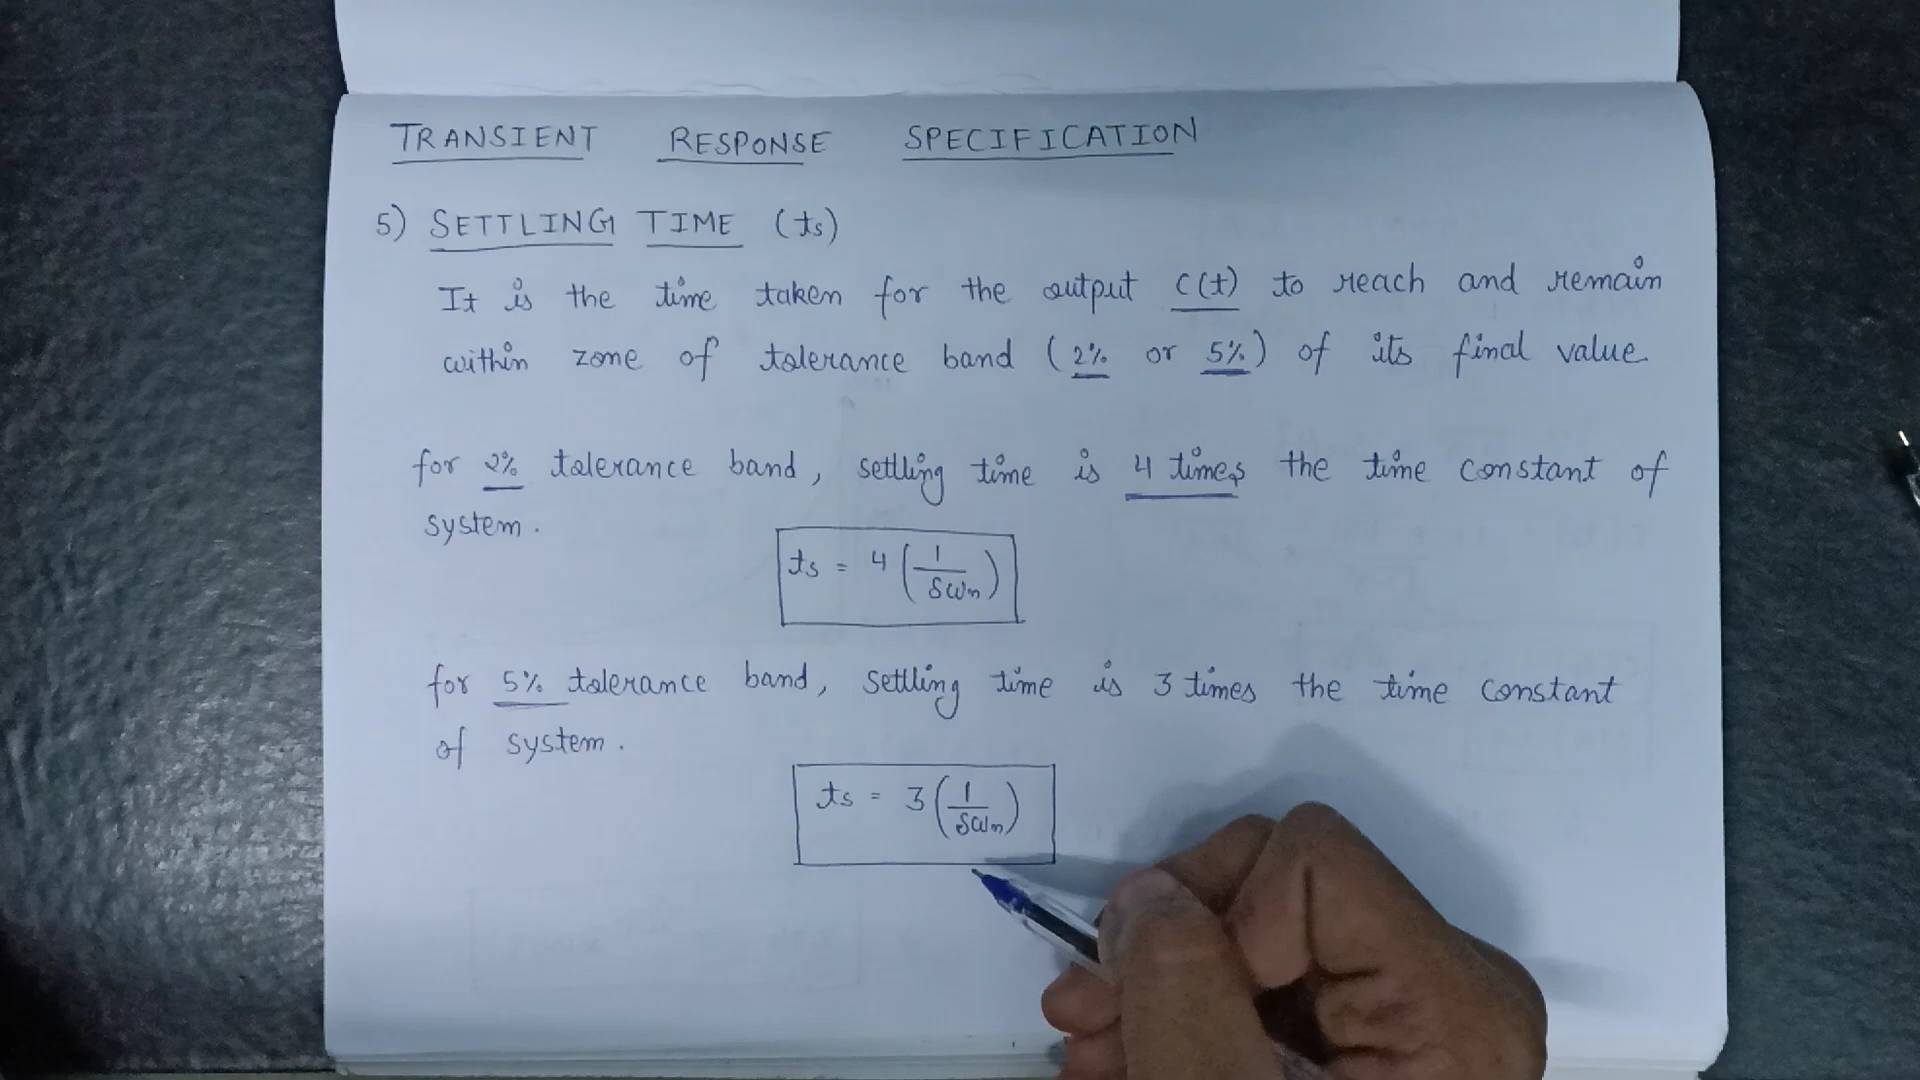 TRANSIENT RESPONSE SPECIFICATION
5) SETTLING TIME (ts)
It is the time taken for the output c(t) to reach and remain
within zone of tolerance band (2% or 5%) of its final value
for 2% tolerance band, settling time is 4 times the time constant of
system.
ts = 4 (1/δωn)
for 5% tolerance band, settling time is 3 times the time constant
of system.
ts = 3 (1/δωn)